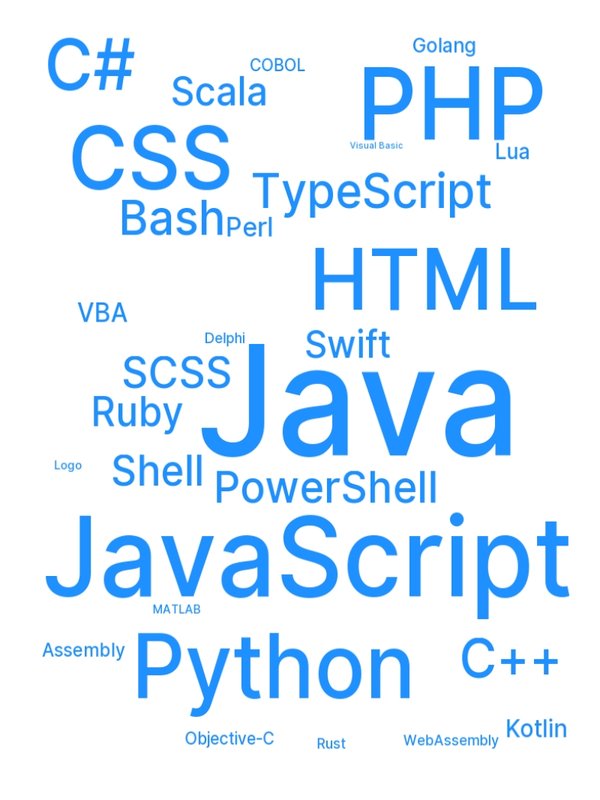 Golang
C#
COBOL
Scala
PHP
Visual Basic
Lua
CSS
TypeScript
Bash
Perl
HTML
VBA
Delphi
Swift
SCSS
Java
Ruby
Logo
Shell
PowerShell
JavaScript
MATLAB
Assembly
Python
C++
Objective-C
Rust
WebAssembly
Kotlin